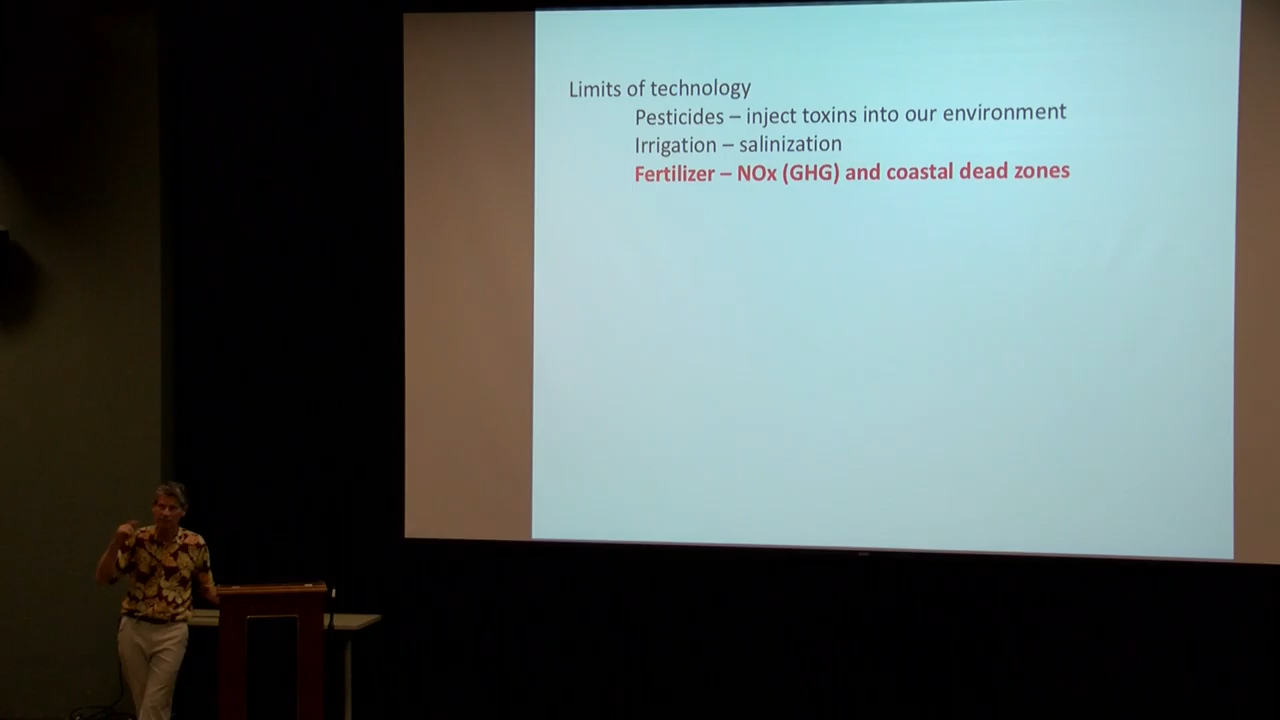 Limits of technology
Pesticides – inject toxins into our environment
Irrigation – salinization
Fertilizer – NOx (GHG) and coastal dead zones